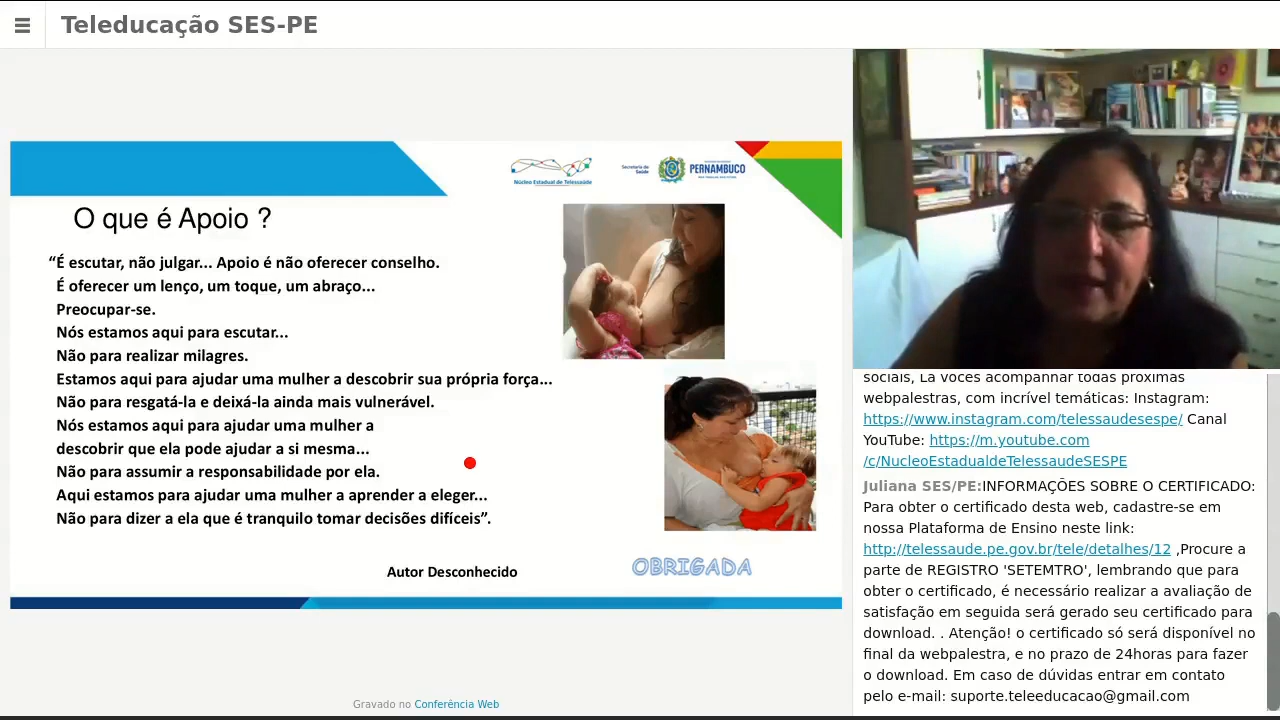 Teleducação SES-PE
Núcleo Estadual de Telessaúde
Secretaria de
Saúde
PERNAMBUCO
O que é Apoio ?
“É escutar, não julgar... Apoio é não oferecer conselho.
É oferecer um lenço, um toque, um abraço...
Preocupar-se.
Nós estamos aqui para escutar...
Não para realizar milagres.
Estamos aqui para ajudar uma mulher a descobrir sua própria força...
Não para resgatá-la e deixá-la ainda mais vulnerável.
Nós estamos aqui para ajudar uma mulher a
descobrir que ela pode ajudar a si mesma...
Não para assumir a responsabilidade por ela.
Aqui estamos para ajudar uma mulher a aprender a eleger...
Não para dizer a ela que é tranquilo tomar decisões difíceis”.
Autor Desconhecido
OBRIGADA
Gravado no Conferência Web
sociais, La voces acompanhar todas proximas
webpalestras, com incrível temáticas: Instagram:
https://www.instagram.com/telessaudesespe/ Canal
YouTube: https://m.youtube.com
/c/NucleoEstadualdeTelessaudeSESPE
Juliana SES/PE:INFORMAÇÕES SOBRE O CERTIFICADO:
Para obter o certificado desta web, cadastre-se em
nossa Plataforma de Ensino neste link:
http://telessaude.pe.gov.br/tele/detalhes/12 ,Procure a
parte de REGISTRO 'SETEMTRO', lembrando que para
obter o certificado, é necessário realizar a avaliação de
satisfação em seguida será gerado seu certificado para
download. . Atenção! o certificado só será disponível no
final da webpalestra, e no prazo de 24horas para fazer
o download. Em caso de dúvidas entrar em contato
pelo e-mail: suporte.teleeducacao@gmail.com